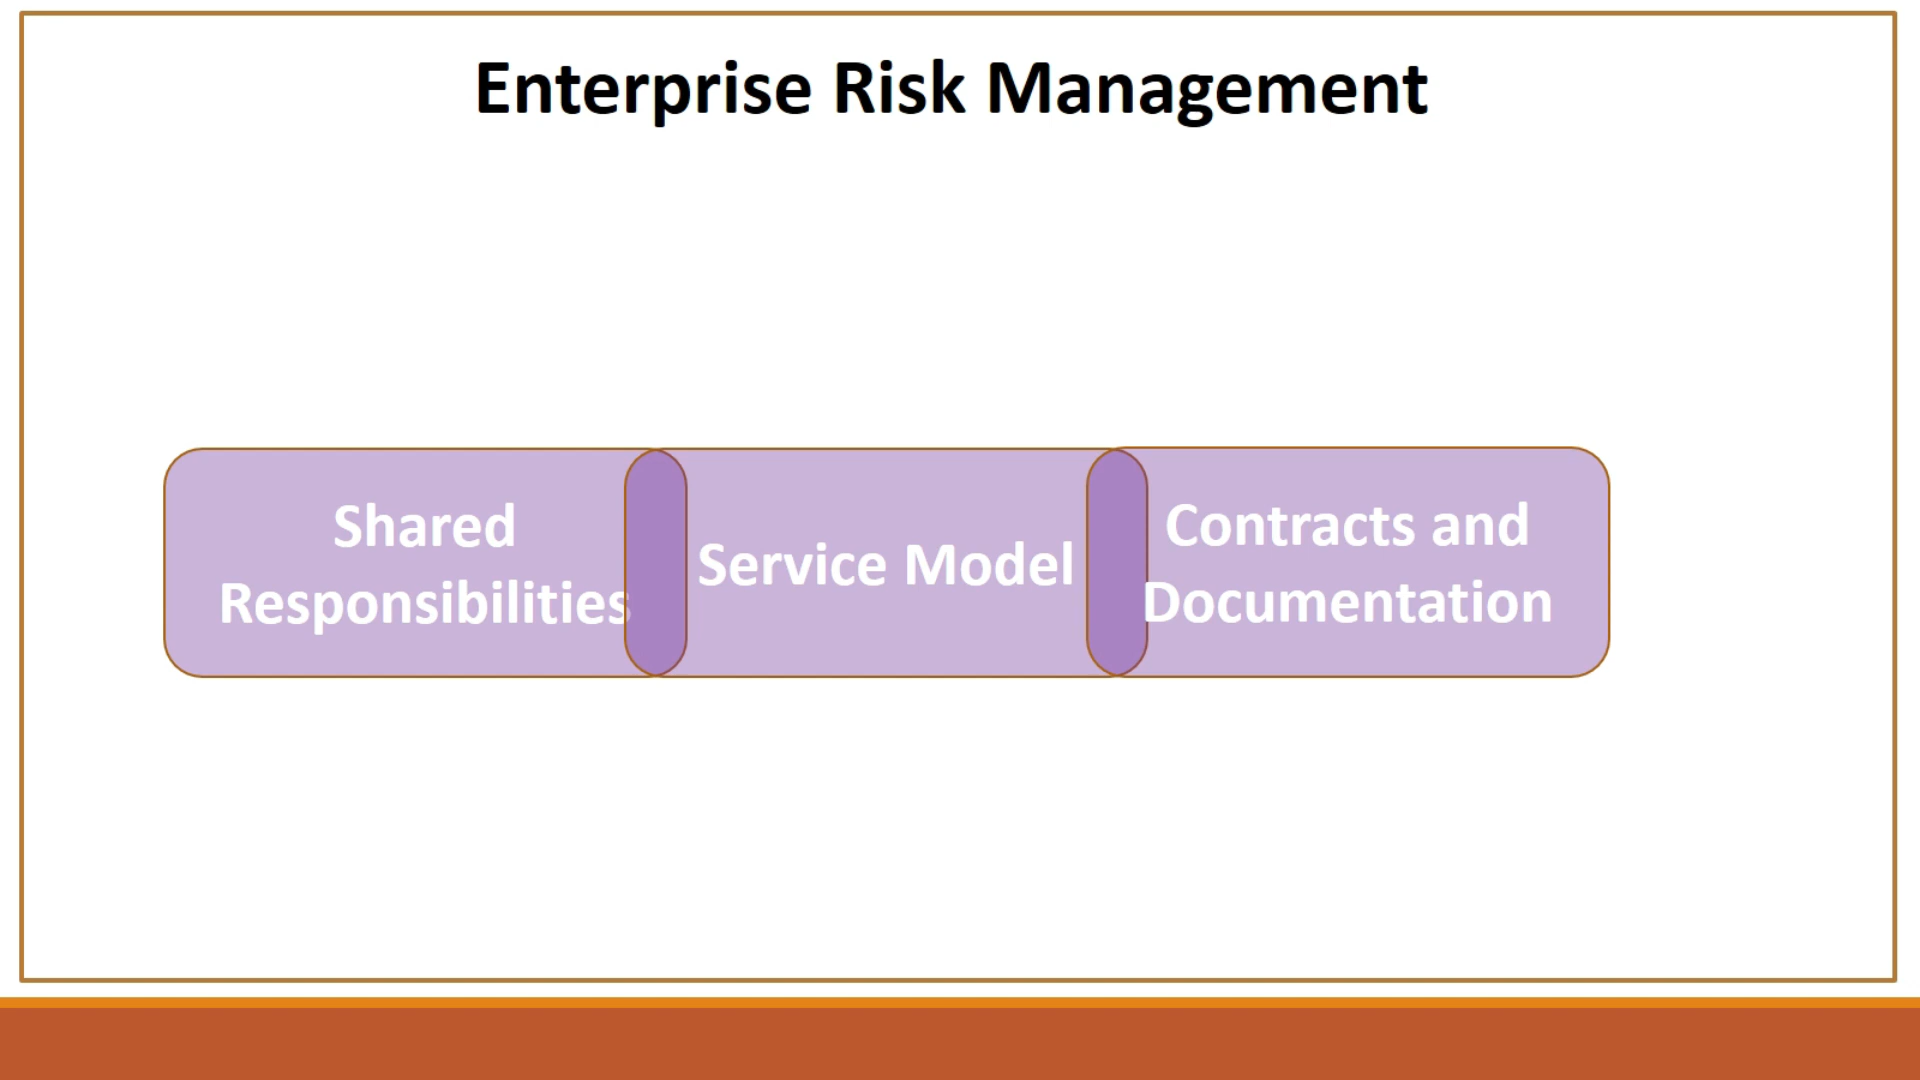 Enterprise Risk Management
Shared
Responsibilities
Service Model
Contracts and
Documentation